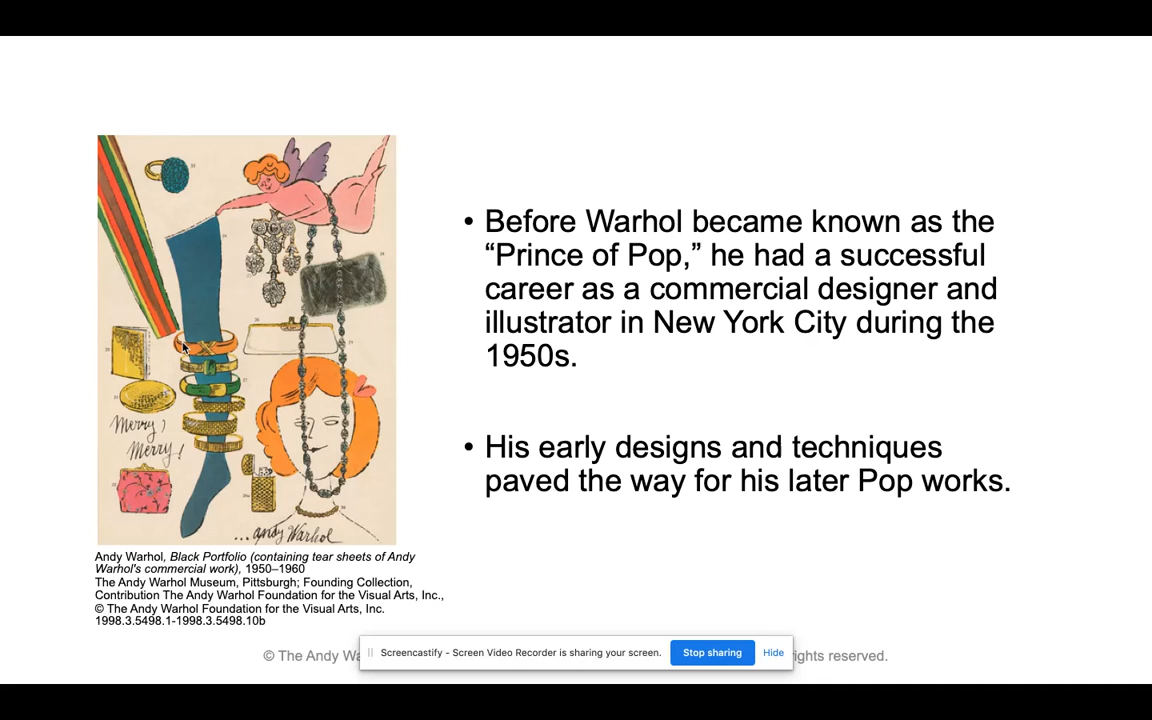 Merry,
Merry!
...andy Warhol
• Before Warhol became known as the
“Prince of Pop,” he had a successful
career as a commercial designer and
illustrator in New York City during the
1950s.
• His early designs and techniques
paved the way for his later Pop works.
Andy Warhol, Black Portfolio (containing tear sheets of Andy
Warhol's commercial work), 1950–1960
The Andy Warhol Museum, Pittsburgh; Founding Collection,
Contribution The Andy Warhol Foundation for the Visual Arts, Inc.,
© The Andy Warhol Foundation for the Visual Arts, Inc.
1998.3.5498.1-1998.3.5498.10b
© The Andy ights reserved.
Screencastify - Screen Video Recorder is sharing your screen. Stop sharing Hide